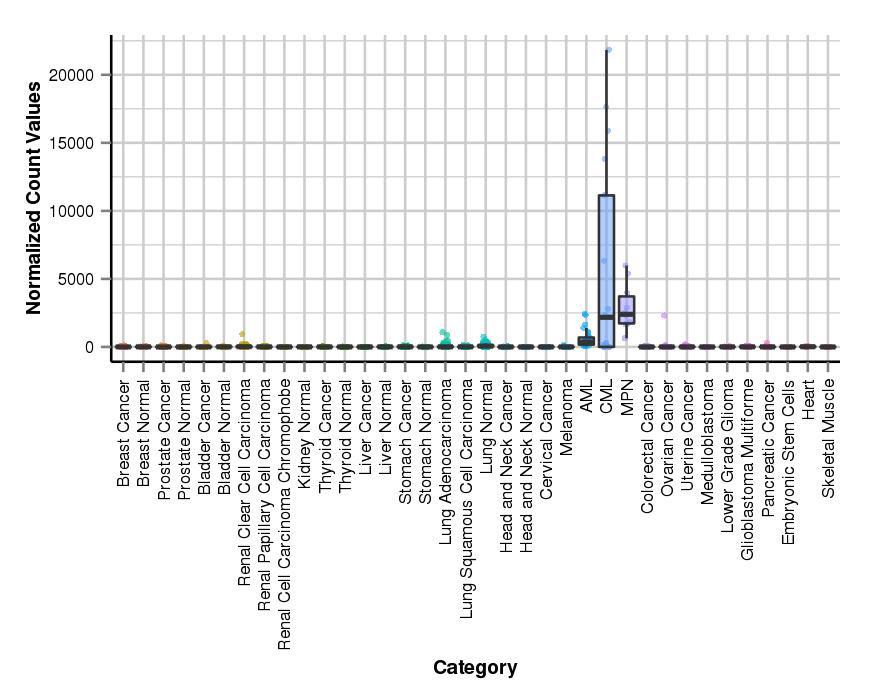 Normalized Count Values
20000
15000
10000
5000
0
Breast Cancer
Breast Normal
Prostate Cancer
Prostate Normal
Bladder Cancer
Bladder Normal
Renal Clear Cell Carcinoma
Renal Papillary Cell Carcinoma
Renal Cell Carcinoma Chromophobe
Kidney Normal
Thyroid Cancer
Thyroid Normal
Liver Cancer
Liver Normal
Stomach Cancer
Stomach Normal
Lung Adenocarcinoma
Lung Squamous Cell Carcinoma
Lung Normal
Head and Neck Cancer
Head and Neck Normal
Cervical Cancer
Melanoma
AML
CML
MPN
Colorectal Cancer
Ovarian Cancer
Uterine Cancer
Medulloblastoma
Lower Grade Glioma
Glioblastoma Multiforme
Pancreatic Cancer
Embryonic Stem Cells
Heart
Skeletal Muscle
Category